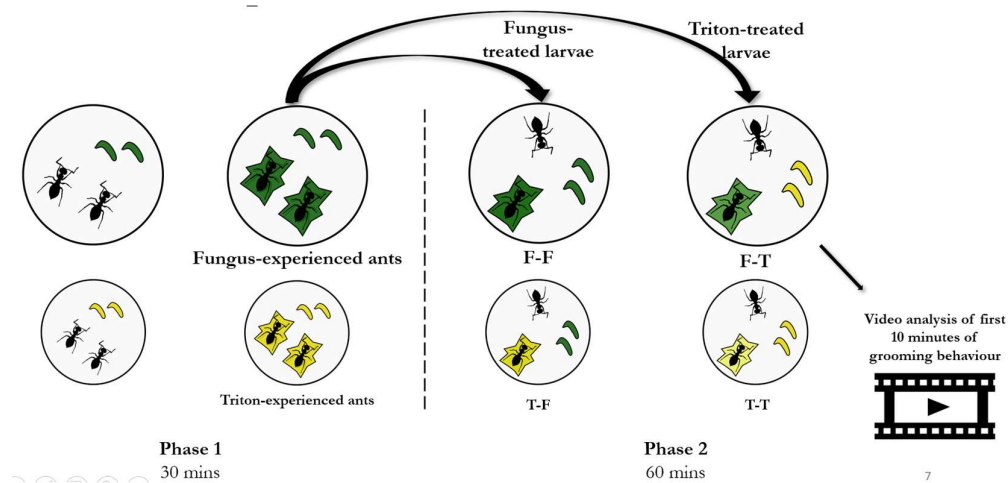 Fungus-
treated larvae
Triton-treated
larvae
Fungus-experienced ants
F-F
F-T
Video analysis of first
10 minutes of
grooming behaviour
Triton-experienced ants
T-F
T-T
Phase 1
30 mins
Phase 2
60 mins
7